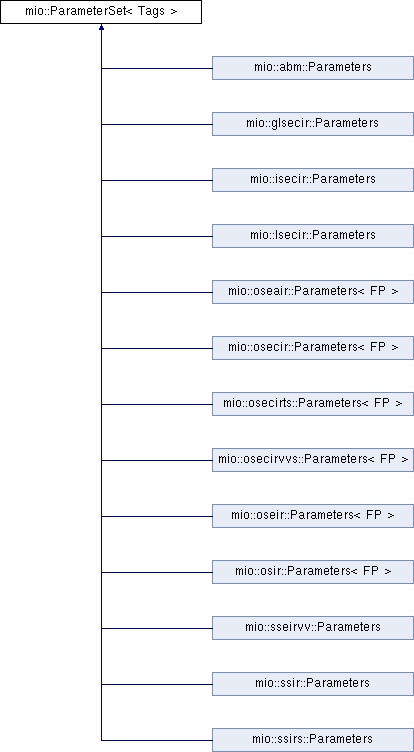 mio::ParameterSet< Tags >
mio::abm::Parameters
mio::glsecir::Parameters
mio::isecir::Parameters
mio::lsecir::Parameters
mio::oseair::Parameters< FP >
mio::osecir::Parameters< FP >
mio::osecirts::Parameters< FP >
mio::osecirvvs::Parameters< FP >
mio::oseir::Parameters< FP >
mio::osir::Parameters< FP >
mio::sseirvv::Parameters
mio::ssir::Parameters
mio::ssirs::Parameters